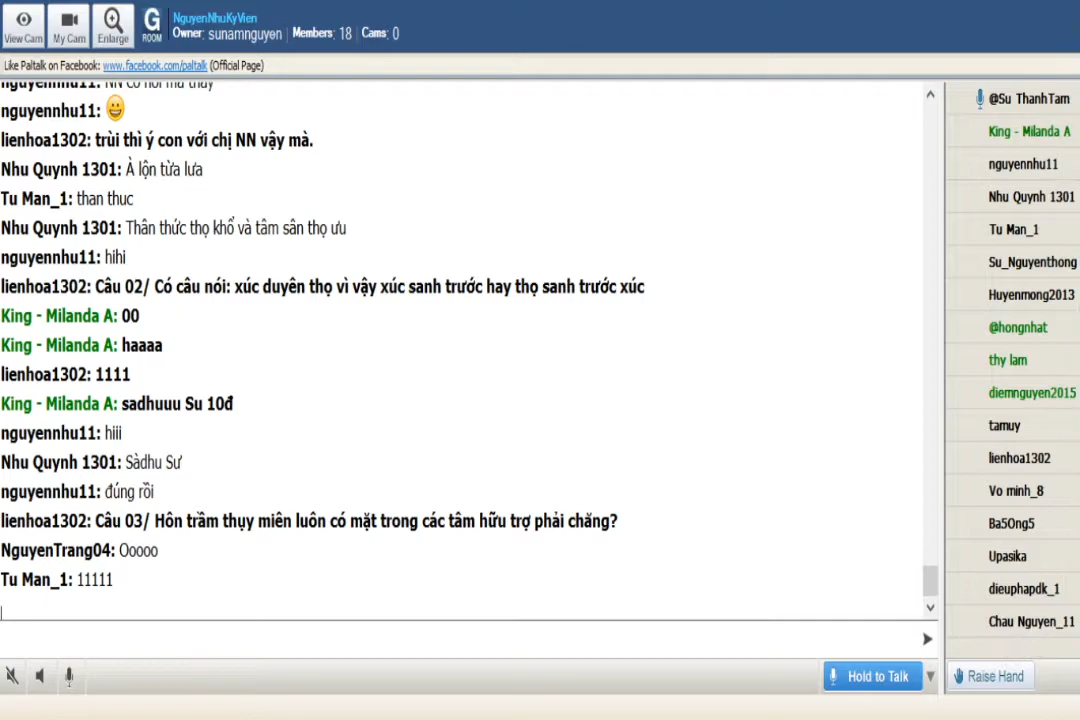 View Cam
My Cam
Enlarge
G
ROOM
NguyenNhuKyVien
Owner: sunamnguyen Members: 18 Cams: 0
Like Paltalk on Facebook: www.facebook.com/paltalk (Official Page)
nguyennhu11: NN có nói mà thầy
nguyennhu11:
lienhoa1302: trùi thì ý con với chị NN vậy mà.
Nhu Quynh 1301: À lộn từa lưa
Tu Man_1: than thuc
Nhu Quynh 1301: Thân thức thọ khổ và tâm sân thọ ưu
nguyennhu11: hihi
lienhoa1302: Câu 02/ Có câu nói: xúc duyên thọ vì vậy xúc sanh trước hay thọ sanh trước xúc
King - Milanda A: 00
King - Milanda A: haaaa
lienhoa1302: 1111
King - Milanda A: sadhuuu Su 10đ
nguyennhu11: hiii
Nhu Quynh 1301: Sàdhu Sư
nguyennhu11: đúng rồi
lienhoa1302: Câu 03/ Hôn trầm thụy miên luôn có mặt trong các tâm hữu trợ phải chăng?
NguyenTrang04: Ooooo
Tu Man_1: 11111
@Su ThanhTam
King - Milanda A
nguyennhu11
Nhu Quynh 1301
Tu Man_1
Su_Nguyenthong
Huyenmong2013
@hongnhat
thy lam
diemnguyen2015
tamuy
lienhoa1302
Vo minh_8
Ba5Ong5
Upasika
dieuphapdk_1
Chau Nguyen_11
Hold to Talk
Raise Hand